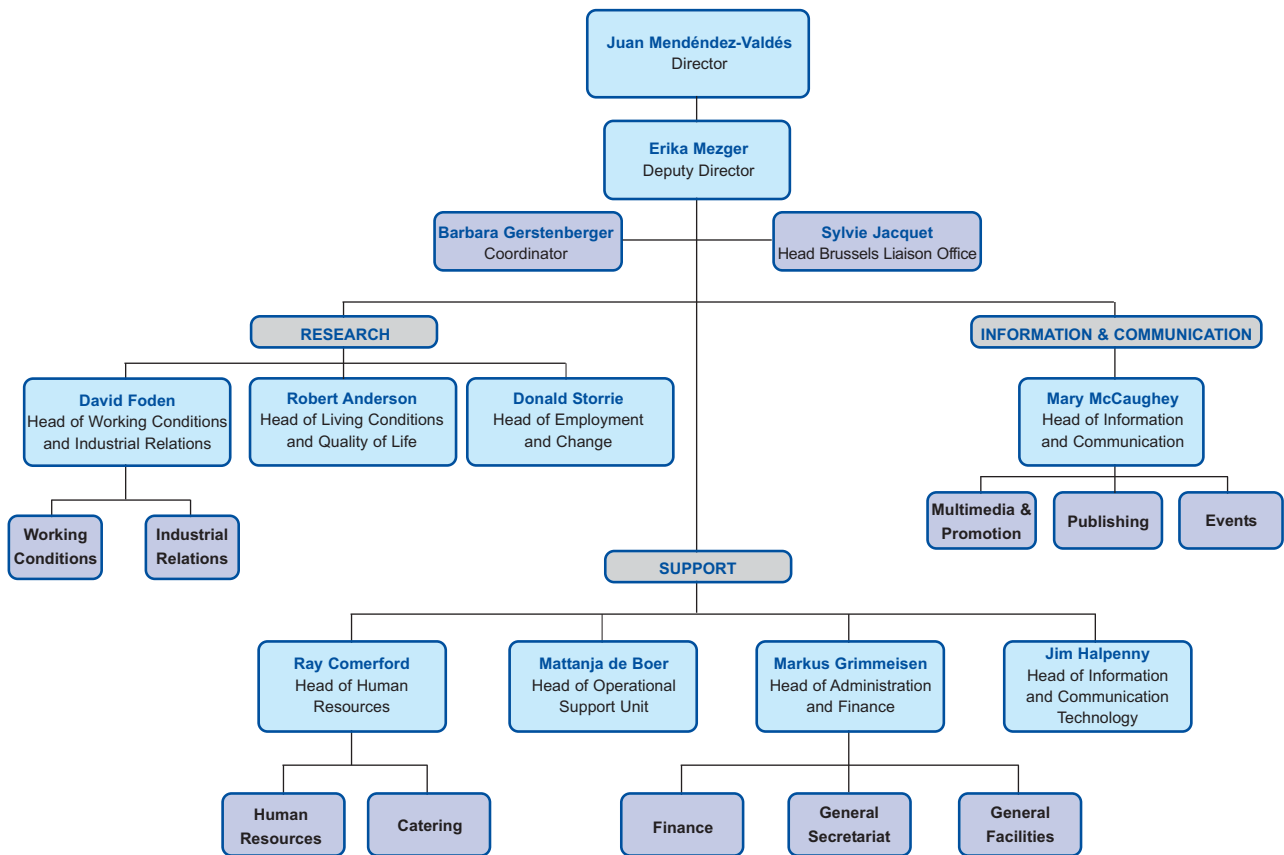 Juan Mendéndez-Valdés
Director
Erika Mezger
Deputy Director
Barbara Gerstenberger
Coordinator
Sylvie Jacquet
Head Brussels Liaison Office
RESEARCH
INFORMATION & COMMUNICATION
David Foden
Head of Working Conditions
and Industrial Relations
Robert Anderson
Head of Living Conditions
and Quality of Life
Donald Storrie
Head of Employment
and Change
Mary McCaughey
Head of Information
and Communication
Working
Conditions
Industrial
Relations
Multimedia &
Promotion
Publishing
Events
SUPPORT
Ray Comerford
Head of Human
Resources
Mattanja de Boer
Head of Operational
Support Unit
Markus Grimmeisen
Head of Administration
and Finance
Jim Halpenny
Head of Information
and Communication
Technology
Human
Resources
Catering
Finance
General
Secretariat
General
Facilities